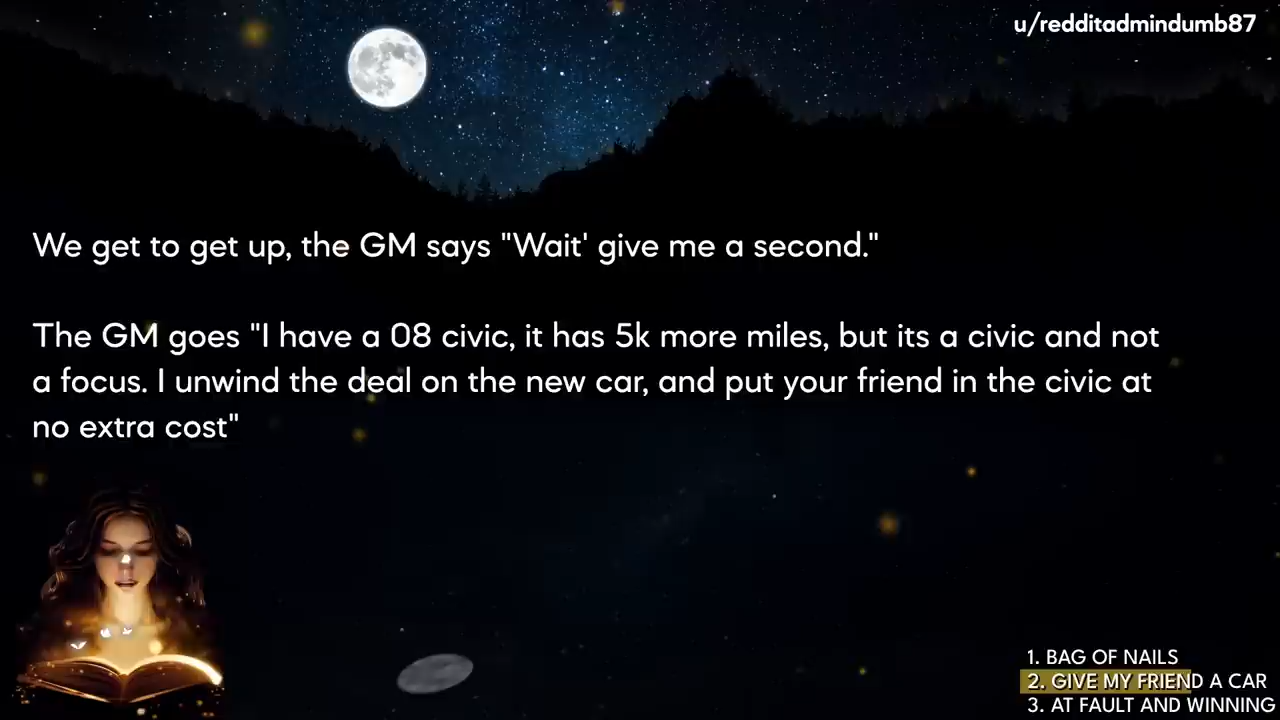 u/redditadmindumb87
We get to get up, the GM says "Wait' give me a second."
The GM goes "I have a 08 civic, it has 5k more miles, but its a civic and not
a focus. I unwind the deal on the new car, and put your friend in the civic at
no extra cost"
1. BAG OF NAILS
2. GIVE MY FRIEND A CAR
3. AT FAULT AND WINNING